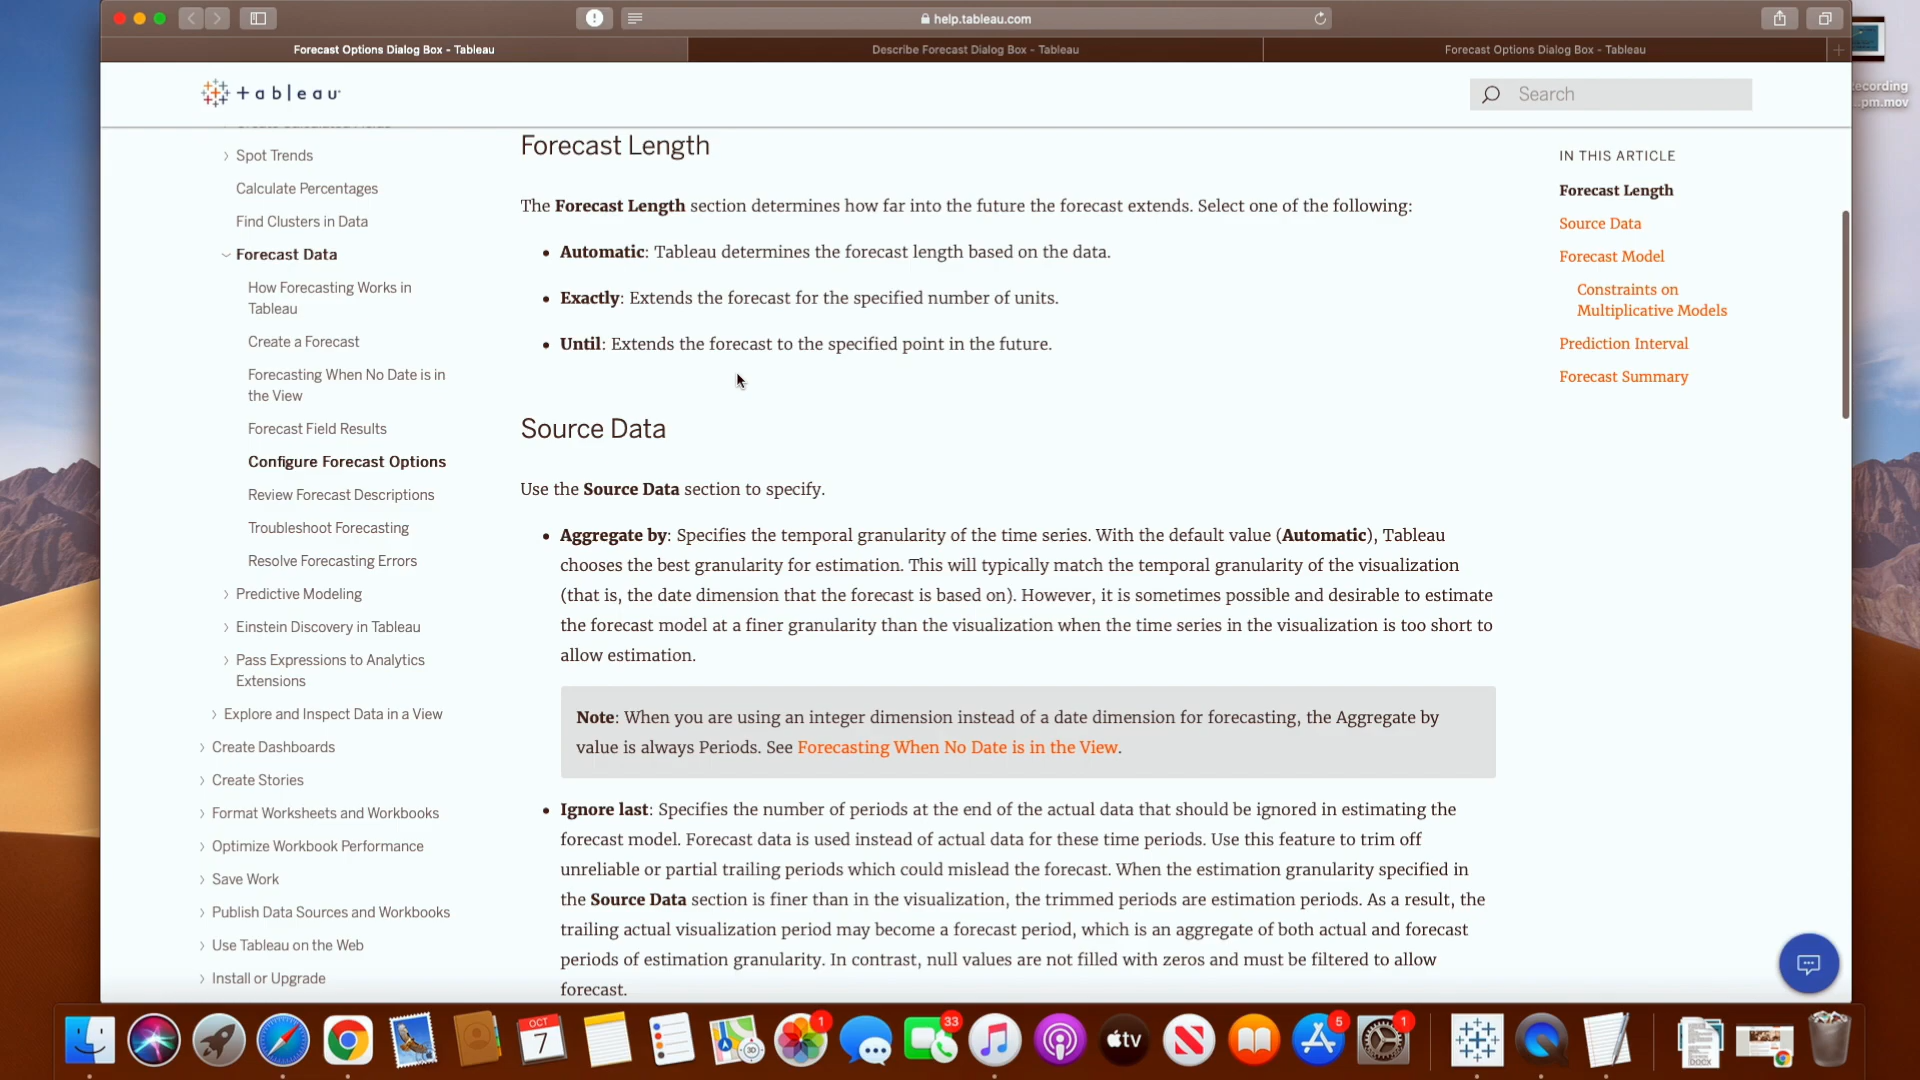 help.tableau.com
Forecast Options Dialog Box - Tableau
Describe Forecast Dialog Box - Tableau
Forecast Options Dialog Box - Tableau
ecording
...pm.mov
+ a b l e a u
Search
Spot Trends
Calculate Percentages
Find Clusters in Data
Forecast Data
How Forecasting Works in
Tableau
Create a Forecast
Forecasting When No Date is in
the View
Forecast Field Results
Configure Forecast Options
Review Forecast Descriptions
Troubleshoot Forecasting
Resolve Forecasting Errors
Predictive Modeling
Einstein Discovery in Tableau
Pass Expressions to Analytics
Extensions
Explore and Inspect Data in a View
Create Dashboards
Create Stories
Format Worksheets and Workbooks
Optimize Workbook Performance
Save Work
Publish Data Sources and Workbooks
Use Tableau on the Web
Install or Upgrade
Forecast Length
The Forecast Length section determines how far into the future the forecast extends. Select one of the following:
• Automatic: Tableau determines the forecast length based on the data.
• Exactly: Extends the forecast for the specified number of units.
• Until: Extends the forecast to the specified point in the future.
Source Data
Use the Source Data section to specify.
• Aggregate by: Specifies the temporal granularity of the time series. With the default value (Automatic), Tableau
chooses the best granularity for estimation. This will typically match the temporal granularity of the visualization
(that is, the date dimension that the forecast is based on). However, it is sometimes possible and desirable to estimate
the forecast model at a finer granularity than the visualization when the time series in the visualization is too short to
allow estimation.
Note: When you are using an integer dimension instead of a date dimension for forecasting, the Aggregate by
value is always Periods. See Forecasting When No Date is in the View.
• Ignore last: Specifies the number of periods at the end of the actual data that should be ignored in estimating the
forecast model. Forecast data is used instead of actual data for these time periods. Use this feature to trim off
unreliable or partial trailing periods which could mislead the forecast. When the estimation granularity specified in
the Source Data section is finer than in the visualization, the trimmed periods are estimation periods. As a result, the
trailing actual visualization period may become a forecast period, which is an aggregate of both actual and forecast
periods of estimation granularity. In contrast, null values are not filled with zeros and must be filtered to allow
forecast.
IN THIS ARTICLE
Forecast Length
Source Data
Forecast Model
Constraints on
Multiplicative Models
Prediction Interval
Forecast Summary
OCT
7
3D
1
33
tv
5
1
DOCX